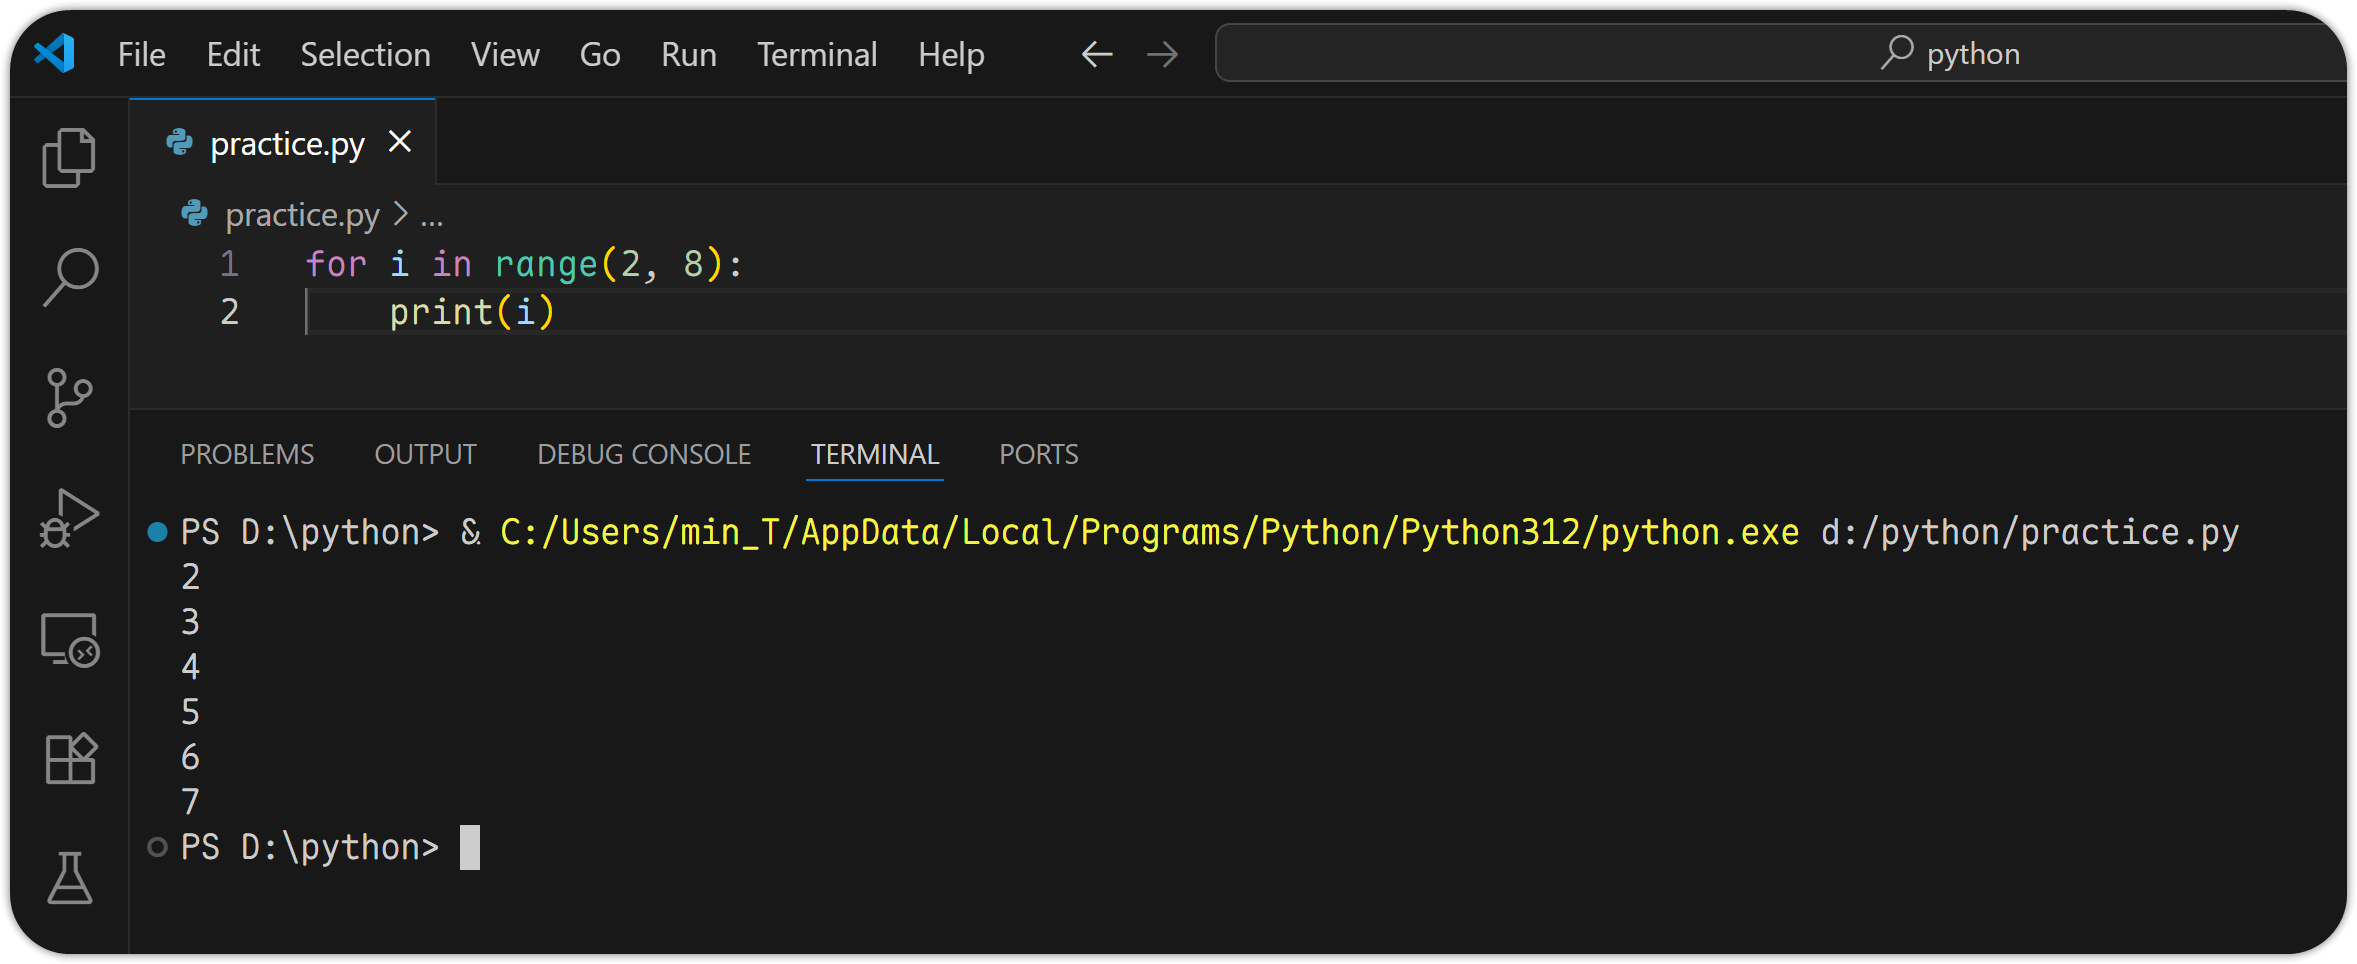 File Edit Selection View Go Run Terminal Help python
practice.py
practice.py > ...
1 for i in range(2, 8):
2     print(i)
PROBLEMS OUTPUT DEBUG CONSOLE TERMINAL PORTS
PS D:\python> & C:/Users/min_T/AppData/Local/Programs/Python/Python312/python.exe d:/python/practice.py
2
3
4
5
6
7
PS D:\python>